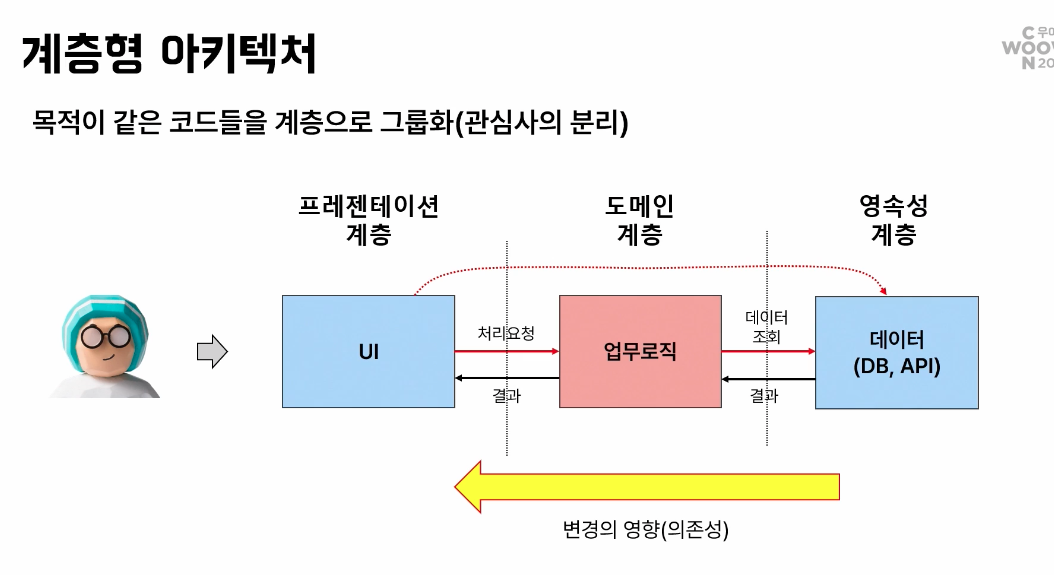 계층형 아키텍처
C 우아
WOOW
N 20
목적이 같은 코드들을 계층으로 그룹화(관심사의 분리)
프레젠테이션
계층
도메인
계층
영속성
계층
UI
처리요청
결과
업무로직
데이터
조회
결과
데이터
(DB, API)
변경의 영향(의존성)